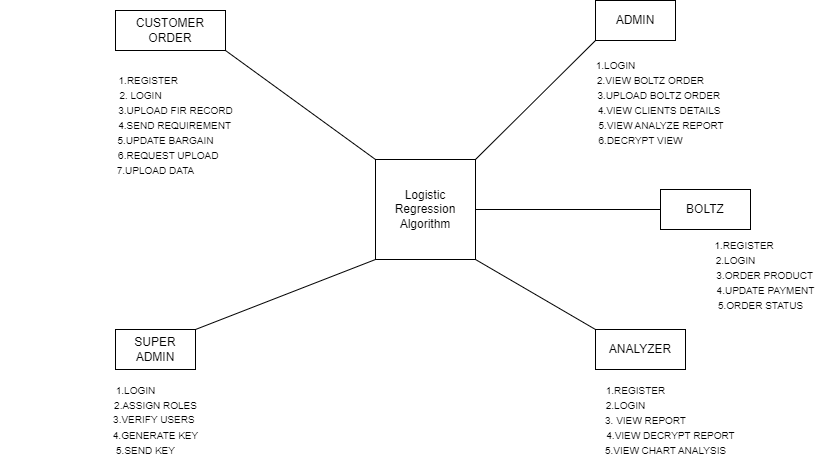 CUSTOMER
ORDER
1.REGISTER
2. LOGIN
3.UPLOAD FIR RECORD
4.SEND REQUIREMENT
5.UPDATE BARGAIN
6.REQUEST UPLOAD
7.UPLOAD DATA
ADMIN
1.LOGIN
2.VIEW BOLTZ ORDER
3.UPLOAD BOLTZ ORDER
4.VIEW CLIENTS DETAILS
5.VIEW ANALYZE REPORT
6.DECRYPT VIEW
Logistic
Regression
Algorithm
BOLTZ
1.REGISTER
2.LOGIN
3.ORDER PRODUCT
4.UPDATE PAYMENT
5.ORDER STATUS
SUPER
ADMIN
1.LOGIN
2.ASSIGN ROLES
3.VERIFY USERS
4.GENERATE KEY
5.SEND KEY
ANALYZER
1.REGISTER
2.LOGIN
3. VIEW REPORT
4.VIEW DECRYPT REPORT
5.VIEW CHART ANALYSIS